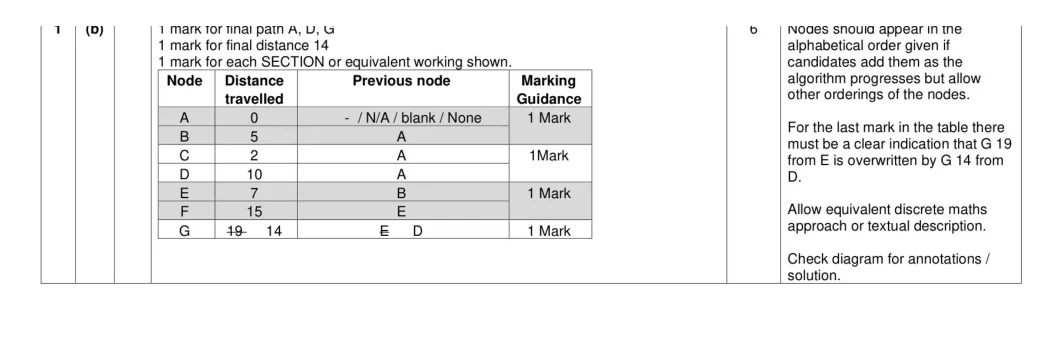 1 (b) 1 mark for final path A, D, G 6 Nodes should appear in the
1 mark for final distance 14 alphabetical order given if
1 mark for each SECTION or equivalent working shown. candidates add them as the
algorithm progresses but allow
other orderings of the nodes.
Node Distance travelled Previous node Marking Guidance
A 0 - / N/A / blank / None 1 Mark
B 5 A
C 2 A 1Mark
D 10 A
E 7 B 1 Mark
F 15 E
G 19 14 E D 1 Mark
For the last mark in the table there
must be a clear indication that G 19
from E is overwritten by G 14 from
D.
Allow equivalent discrete maths
approach or textual description.
Check diagram for annotations /
solution.